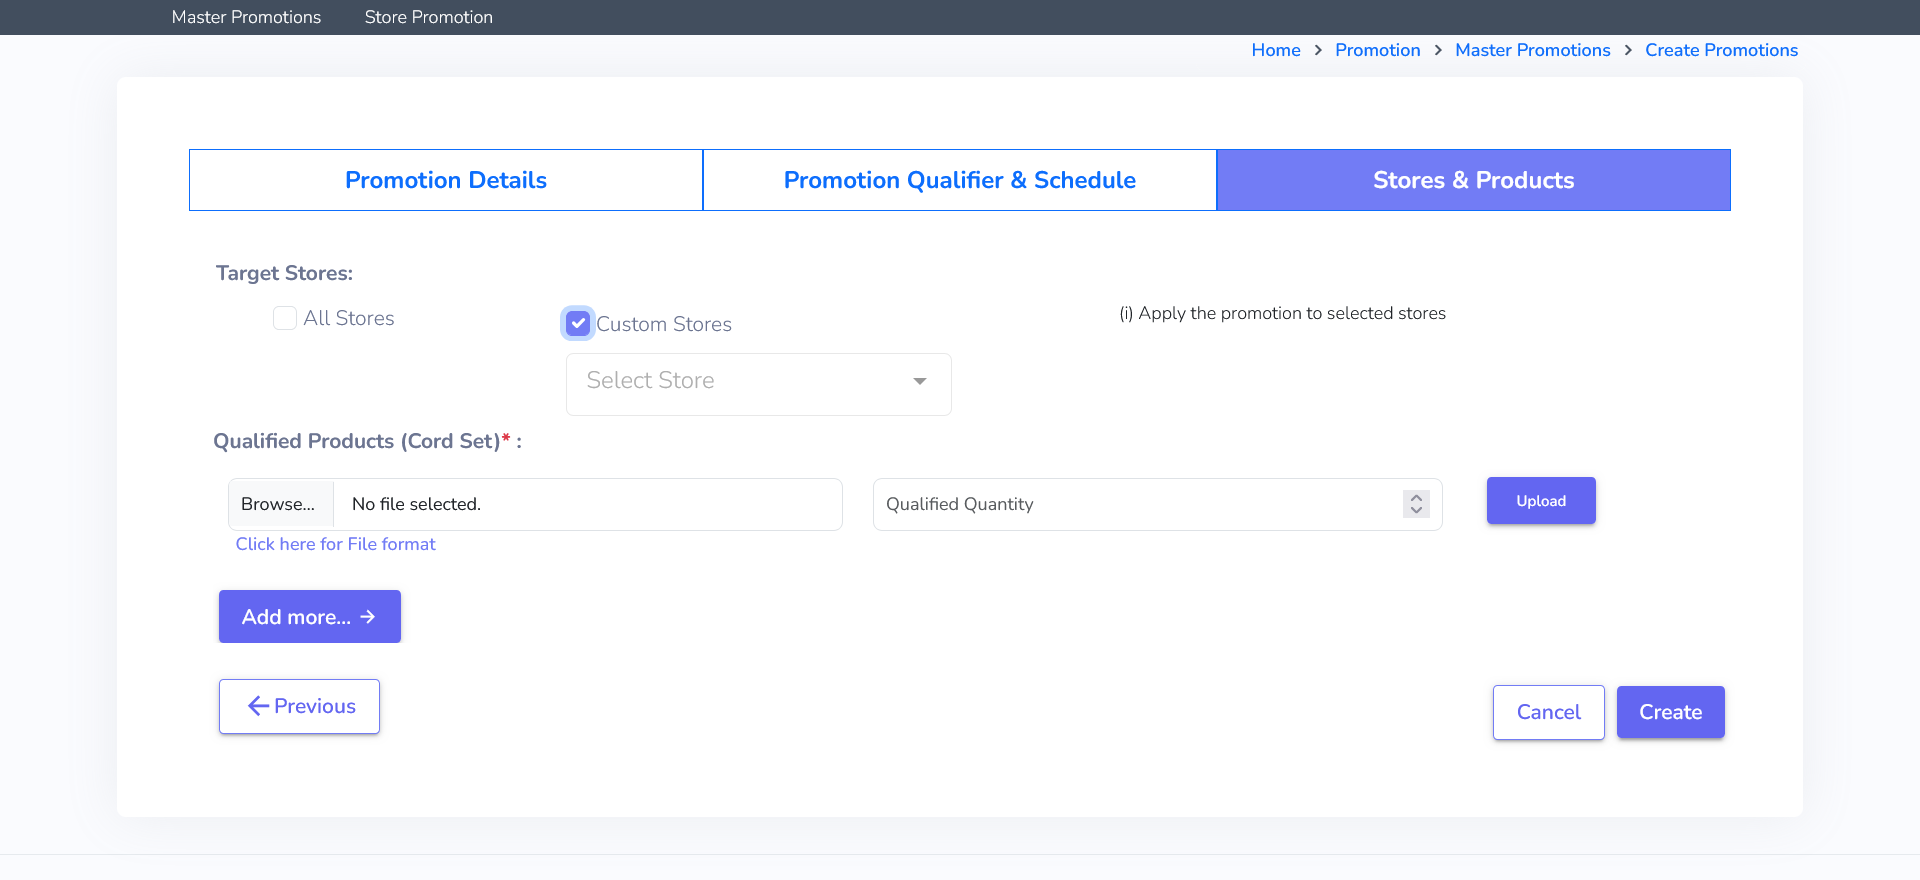 Master Promotions Store Promotion
Home > Promotion > Master Promotions > Create Promotions
Promotion Details Promotion Qualifier & Schedule Stores & Products
Target Stores:
All Stores Custom Stores (i) Apply the promotion to selected stores
Select Store
Qualified Products (Cord Set)* :
Browse... No file selected. Qualified Quantity Upload
Click here for File format
Add more... →
←Previous Cancel Create